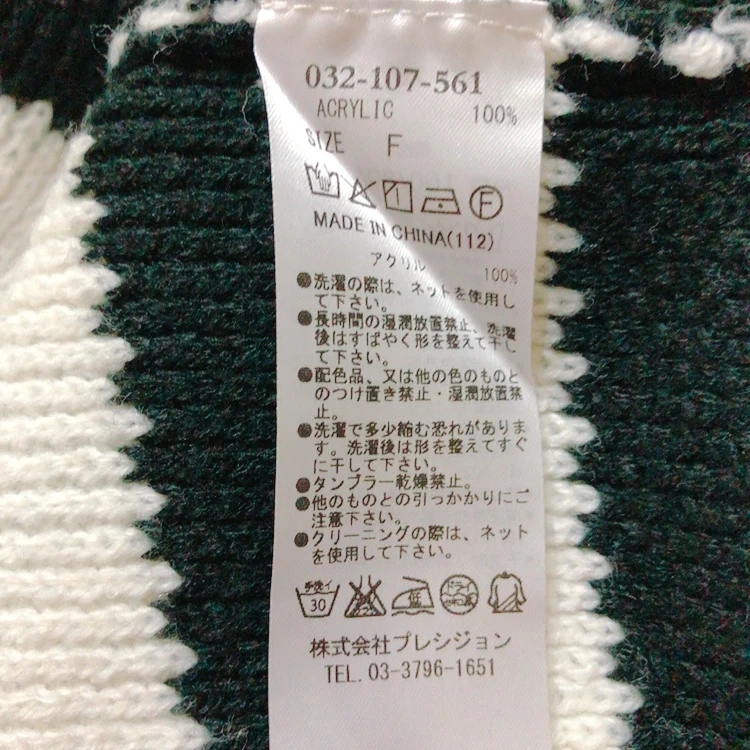 032-107-561
ACRYLIC 100%
SIZE F
F
MADE IN CHINA(112)
アクリル 100%
●洗濯の際は、ネットを使用し
て下さい。
●長時間の湿潤放置禁止、洗濯
後はすばやく形を整えて干し
て下さい。
●配色品、又は他の色のものと
のつけ置き禁止・湿潤放置禁
止。
●洗濯で多少縮む恐れがありま
す。洗濯後は形を整えてすぐ
に干して下さい。
●タンブラー乾燥禁止。
●他のものとの引っかかりにご
注意下さい。
●クリーニングの際は、ネット
を使用して下さい。
手洗イ 30 低 ドライ
株式会社プレシジョン
TEL. 03-3796-1651